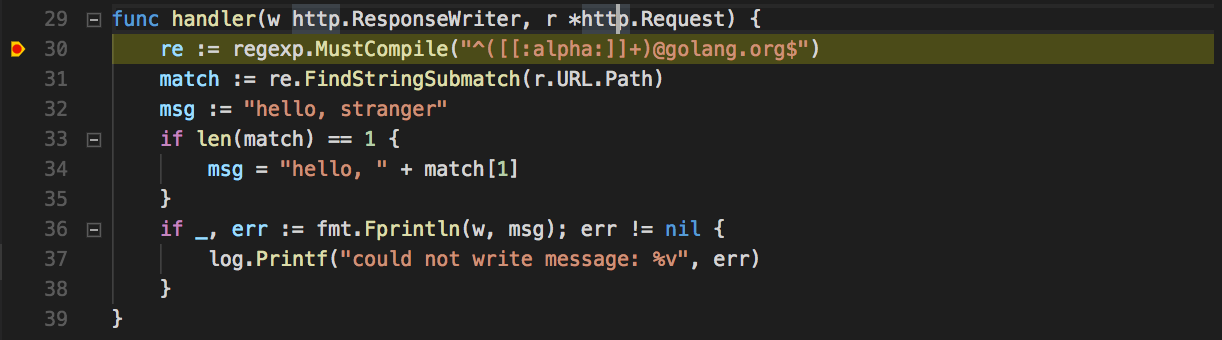 29 func handler(w http.ResponseWriter, r *http.Request) {
30 re := regexp.MustCompile("^([[:alpha:]]+)@golang.org$")
31 match := re.FindStringSubmatch(r.URL.Path)
32 msg := "hello, stranger"
33 if len(match) == 1 {
34 msg = "hello, " + match[1]
35 }
36 if _, err := fmt.Fprintln(w, msg); err != nil {
37 log.Printf("could not write message: %v", err)
38 }
39 }